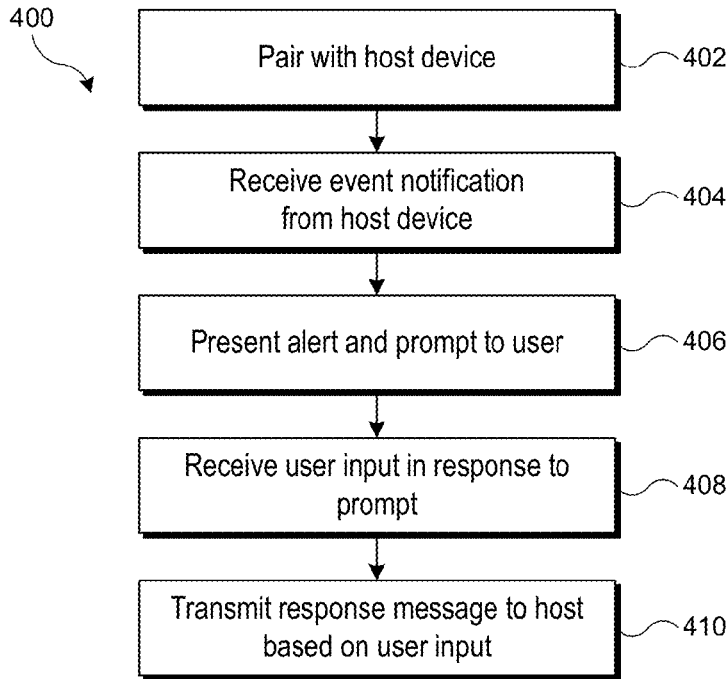 400
Pair with host device
402
Receive event notification
from host device
404
Present alert and prompt to user
406
Receive user input in response to
prompt
408
Transmit response message to host
based on user input
410